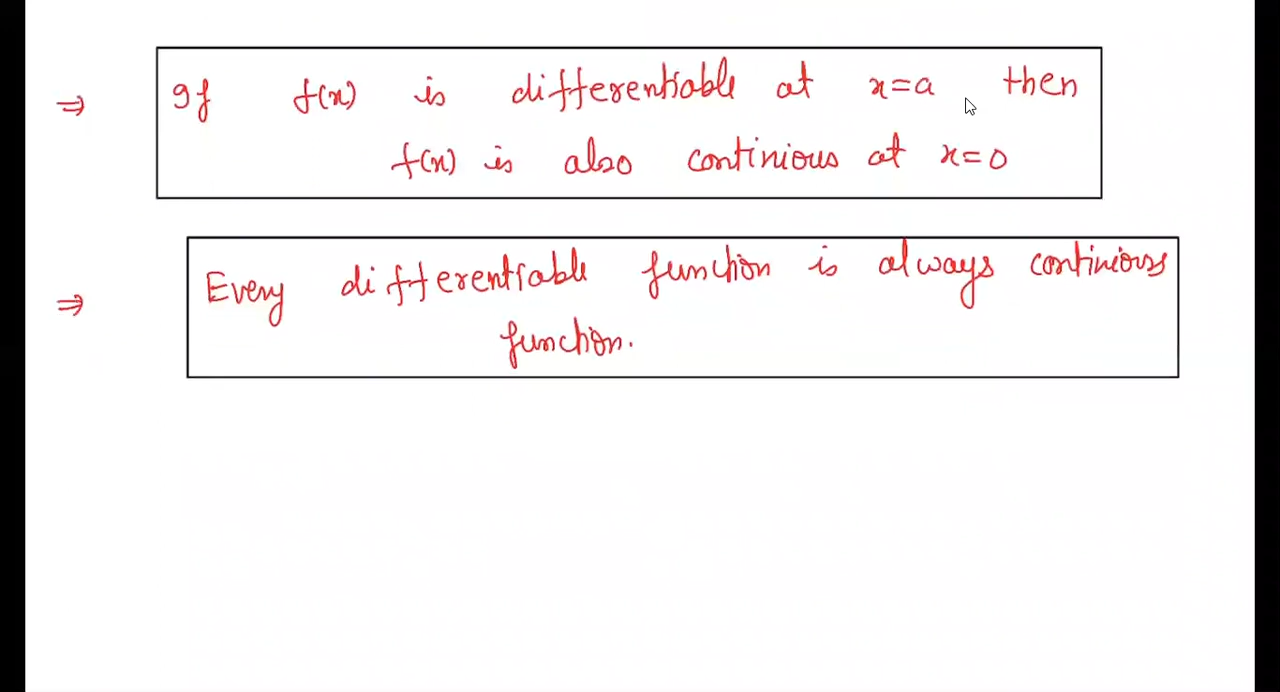 ⇒ If f(x) is differentiable at x=a then
f(x) is also continious at x=0
⇒ Every differentiable function is always continious
function.